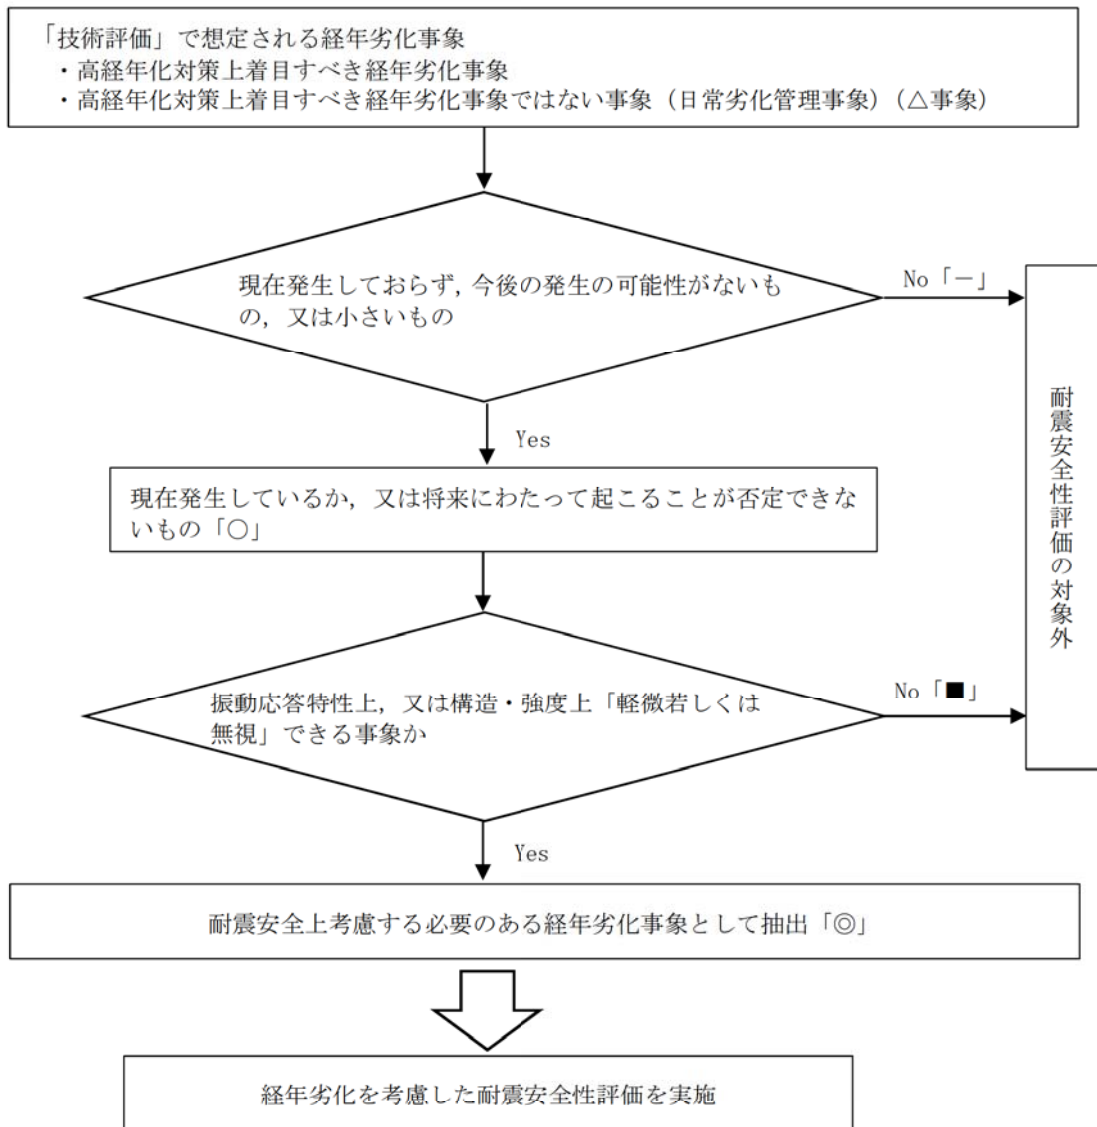 「技術評価」で想定される経年劣化事象
・高経年化対策上着目すべき経年劣化事象
・高経年化対策上着目すべき経年劣化事象ではない事象（日常劣化管理事象）（△事象）
現在発生しておらず，今後の発生の可能性がないも
の，又は小さいもの
No「－」
Yes
現在発生しているか，又は将来にわたって起こることが否定できな
いもの「○」
振動応答特性上，又は構造・強度上「軽微若しくは
無視」できる事象か
No「■」
耐震安全性評価の対象外
Yes
耐震安全上考慮する必要のある経年劣化事象として抽出「◎」
経年劣化を考慮した耐震安全性評価を実施